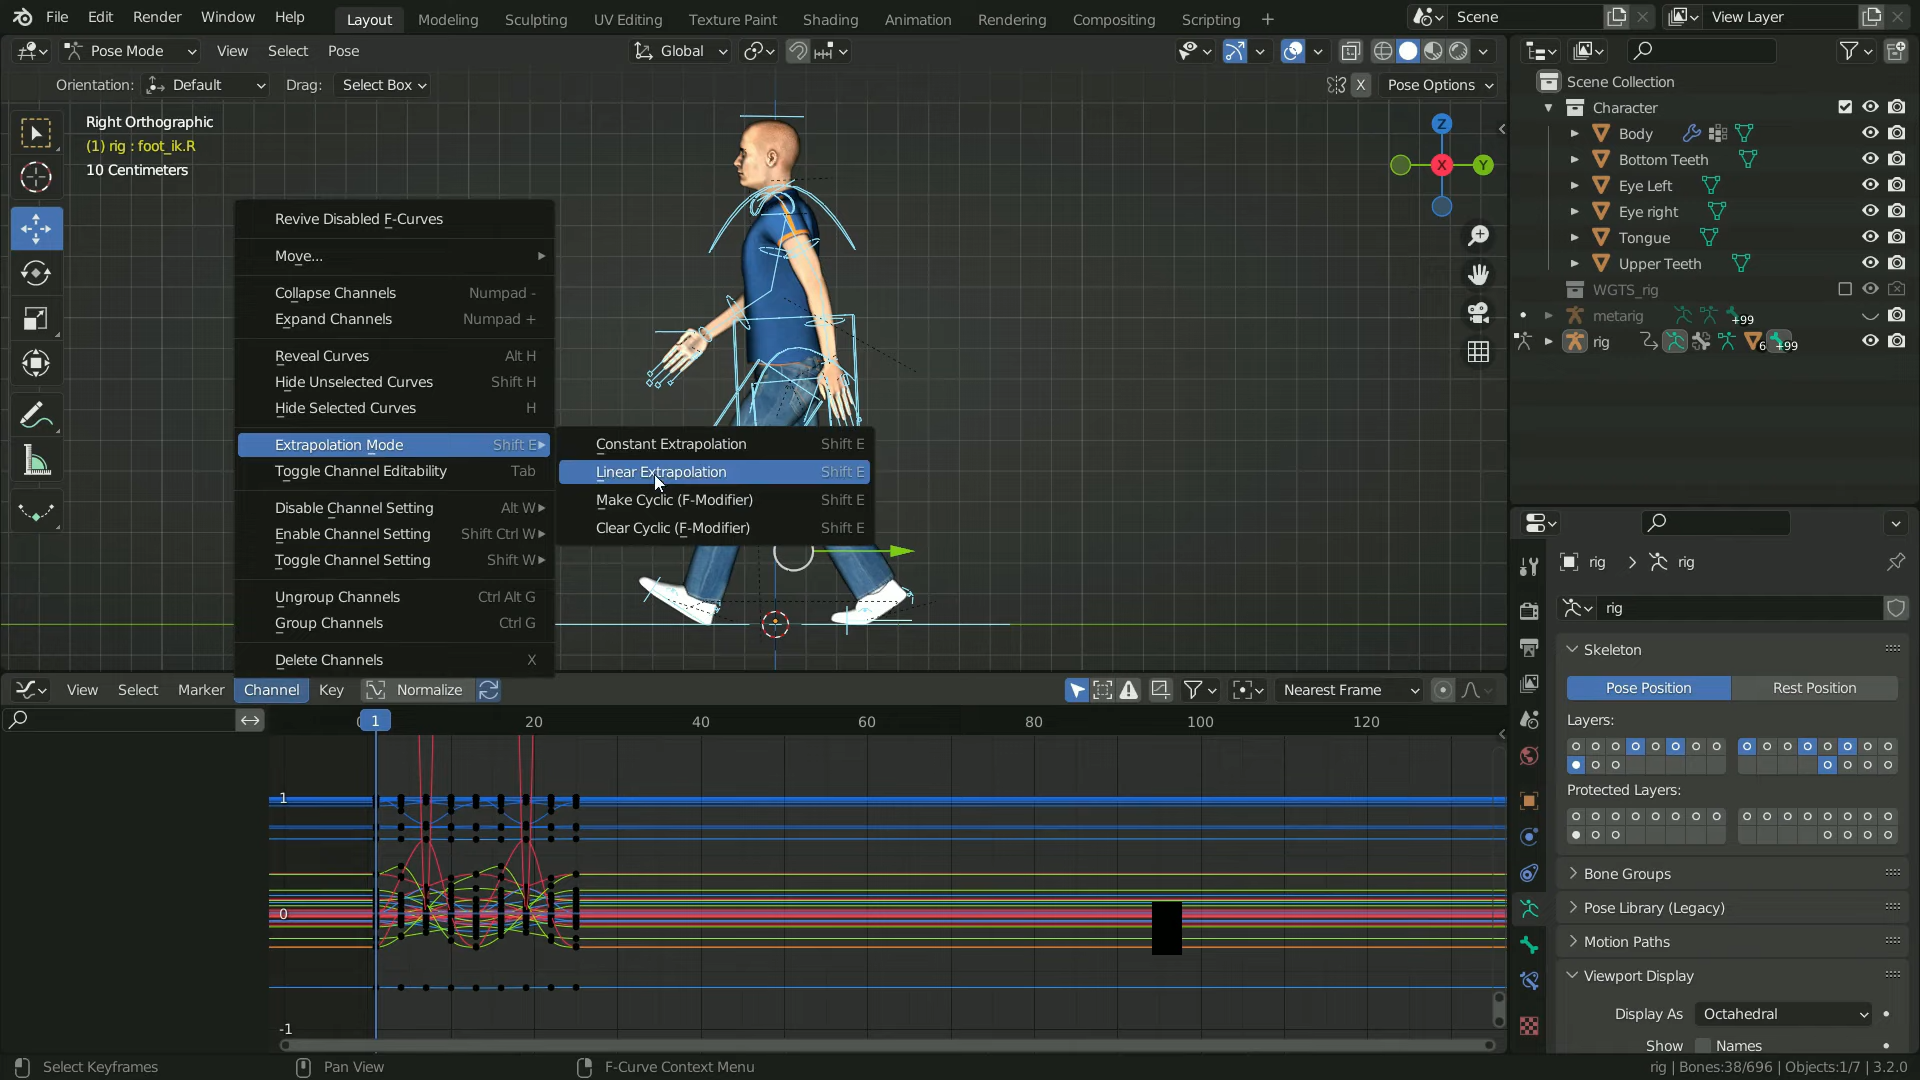 File Edit Render Window Help Layout Modeling Sculpting UV Editing Texture Paint Shading Animation Rendering Compositing Scripting + Scene View Layer
Pose Mode View Select Pose Global
Orientation: Default Drag: Select Box X Pose Options
Right Orthographic
(1) rig : foot_ik.R
10 Centimeters
Z
X
Y
Scene Collection
Character
Body
Bottom Teeth
Eye Left
Eye right
Tongue
Upper Teeth
WGTS_rig
metarig +99
rig 6 +99
Revive Disabled F-Curves
Move...
Collapse Channels Numpad -
Expand Channels Numpad +
Reveal Curves Alt H
Hide Unselected Curves Shift H
Hide Selected Curves H
Extrapolation Mode Shift E
Toggle Channel Editability Tab
Disable Channel Setting Alt W
Enable Channel Setting Shift Ctrl W
Toggle Channel Setting Shift W
Ungroup Channels Ctrl Alt G
Group Channels Ctrl G
Delete Channels X
Constant Extrapolation Shift E
Linear Extrapolation Shift E
Make Cyclic (F-Modifier) Shift E
Clear Cyclic (F-Modifier) Shift E
rig > rig
rig
Skeleton
Pose Position Rest Position
Layers:
Protected Layers:
Bone Groups
Pose Library (Legacy)
Motion Paths
Viewport Display
Display As Octahedral
Show Names
View Select Marker Channel Key Normalize Nearest Frame
1 20 40 60 80 100 120
1
0
-1
Select Keyframes Pan View F-Curve Context Menu rig | Bones:38/696 | Objects:1/7 | 3.2.0